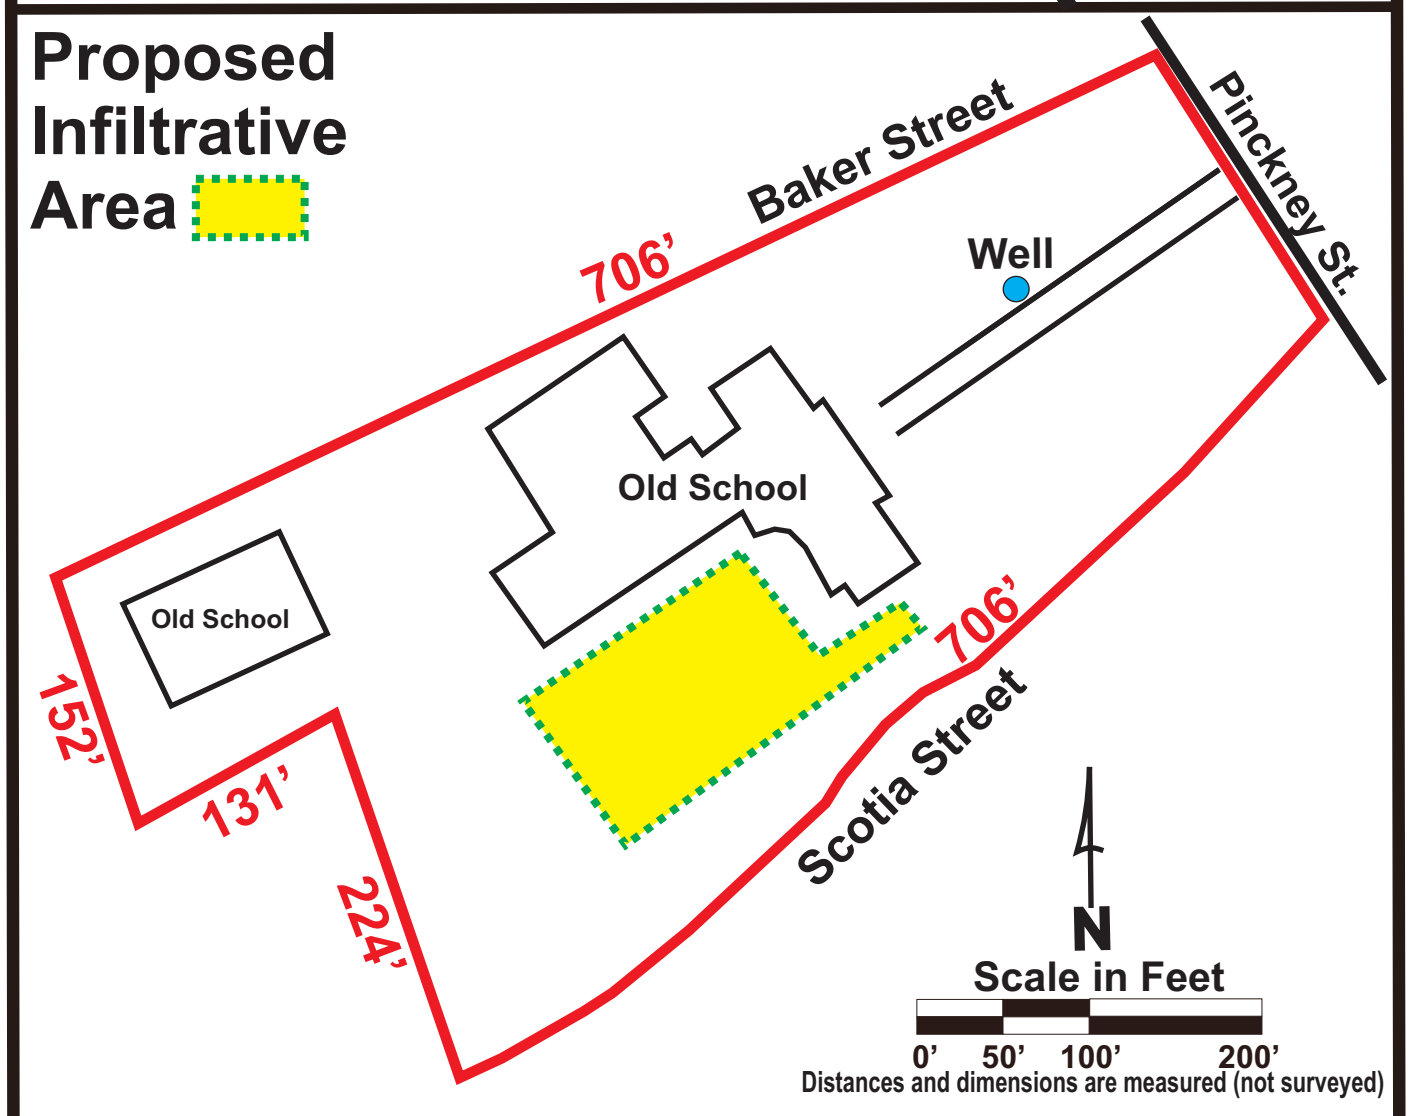 Proposed
Infiltrative
Area
Baker Street
Pinckney St.
706’
Well
Old School
Old School
706’
152’
131’
Scotia Street
224’
N
Scale in Feet
0’ 50’ 100’ 200’
Distances and dimensions are measured (not surveyed)